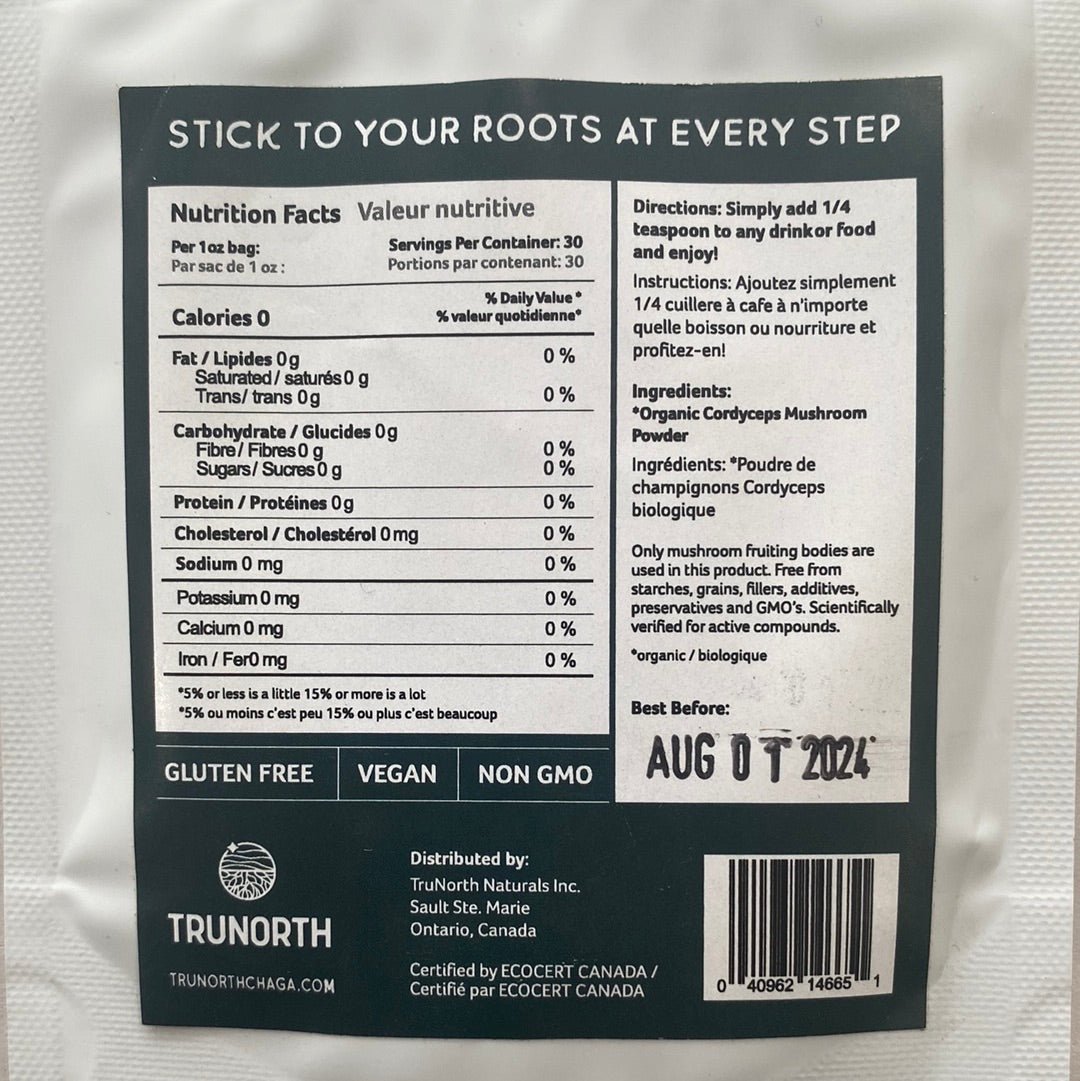 STICK TO YOUR ROOTS AT EVERY STEP
Nutrition Facts Valeur nutritive
Per 1oz bag: Servings Per Container: 30
Par sac de 1 oz : Portions par contenant: 30
% Daily Value *
Calories 0 % valeur quotidienne*
Fat / Lipides 0g 0 %
Saturated / saturés 0 g
Trans/ trans 0g 0 %
Carbohydrate / Glucides 0g
Fibre/ Fibres 0 g 0 %
Sugars/ Sucres 0 g 0 %
Protein / Protéines 0g 0 %
Cholesterol / Cholestérol 0mg 0 %
Sodium 0 mg 0 %
Potassium 0 mg 0 %
Calcium 0 mg 0 %
Iron / Fer0 mg 0 %
*5% or less is a little 15% or more is a lot
*5% ou moins c'est peu 15% ou plus c'est beaucoup
GLUTEN FREE VEGAN NON GMO
Directions: Simply add 1/4
teaspoon to any drink or food
and enjoy!
Instructions: Ajoutez simplement
1/4 cuillere à cafe à n'importe
quelle boisson ou nourriture et
profitez-en!
Ingredients:
*Organic Cordyceps Mushroom
Powder
Ingrédients: *Poudre de
champignons Cordyceps
biologique
Only mushroom fruiting bodies are
used in this product. Free from
starches, grains, fillers, additives,
preservatives and GMO's. Scientifically
verified for active compounds.
*organic / biologique
Best Before:
AUG 01 2024
TRUNORTH
TRUNORTHCHAGA.COM
Distributed by:
TruNorth Naturals Inc.
Sault Ste. Marie
Ontario, Canada
Certified by ECOCERT CANADA /
Certifié par ECOCERT CANADA
0 40962 14665 1